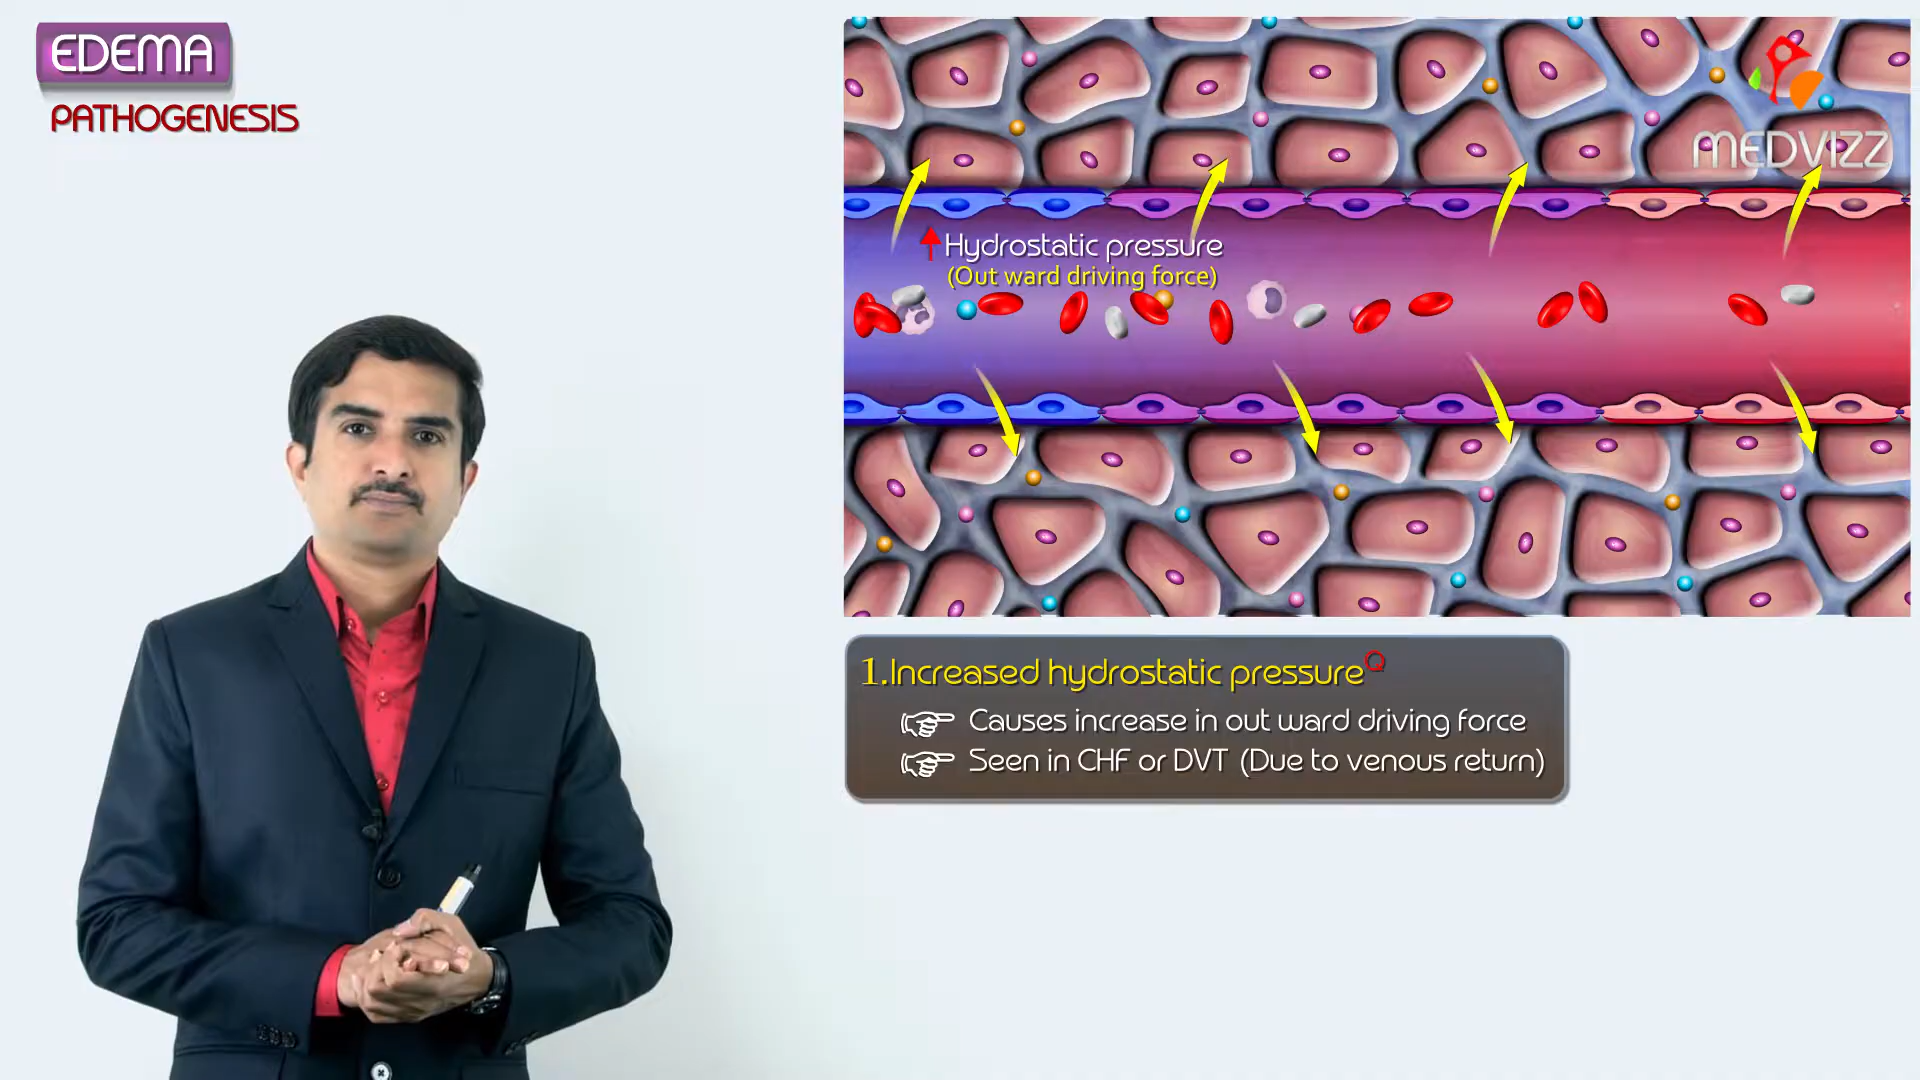 EDEMA
PATHOGENESIS
MEDVIZZ
Hydrostatic pressure
(Out ward driving force)
1.Increased hydrostatic pressureQ
Causes increase in out ward driving force
Seen in CHF or DVT (Due to venous return)